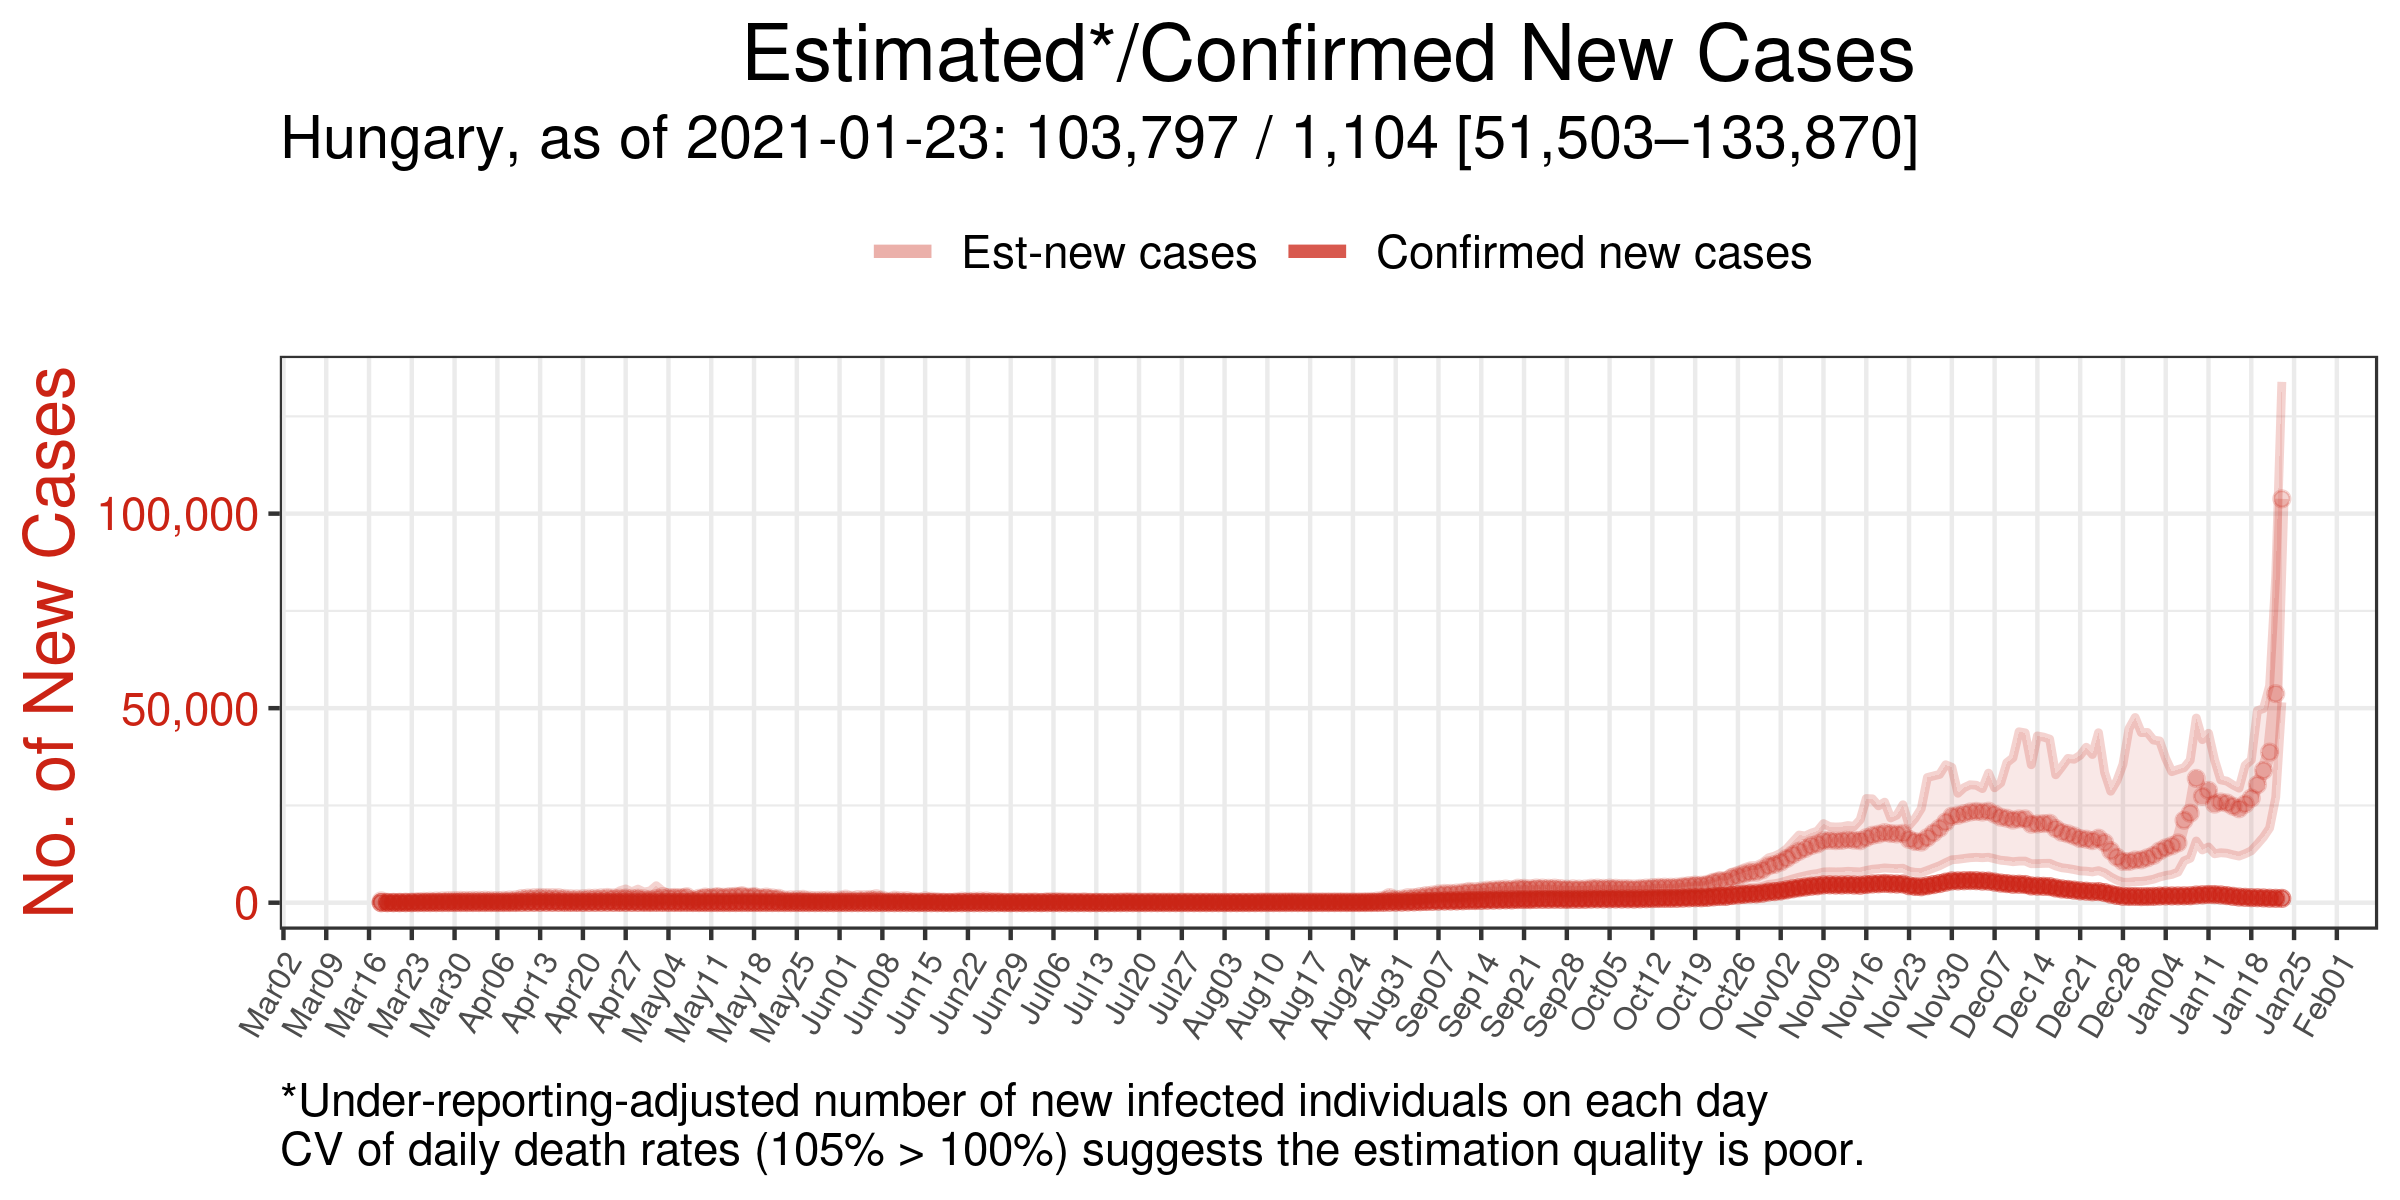 Estimated*/Confirmed New Cases
Hungary, as of 2021-01-23: 103,797 / 1,104 [51,503–133,870]
Est-new cases
Confirmed new cases
No. of New Cases
100,000
50,000
0
Mar02
Mar09
Mar16
Mar23
Mar30
Apr06
Apr13
Apr20
Apr27
May04
May11
May18
May25
Jun01
Jun08
Jun15
Jun22
Jun29
Jul06
Jul13
Jul20
Jul27
Aug03
Aug10
Aug17
Aug24
Aug31
Sep07
Sep14
Sep21
Sep28
Oct05
Oct12
Oct19
Oct26
Nov02
Nov09
Nov16
Nov23
Nov30
Dec07
Dec14
Dec21
Dec28
Jan04
Jan11
Jan18
Jan25
Feb01
*Under-reporting-adjusted number of new infected individuals on each day
CV of daily death rates (105% > 100%) suggests the estimation quality is poor.